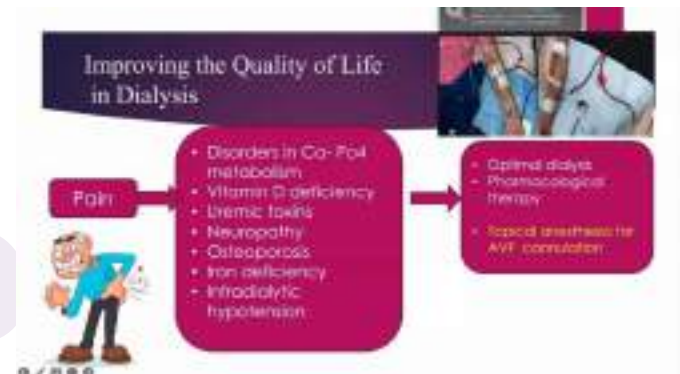 Improving the Quality of Life
in Dialysis
Pain
• Disorders in Ca- Po4
metabolism
• Vitamin D deficiency
• Uremic toxins
• Neuropathy
• Osteoporosis
• Iron deficiency
• Intradialytic
hypotension
• Optimal dialysis
• Pharmacological
therapy
• Topical anesthesia for
AVF cannulation